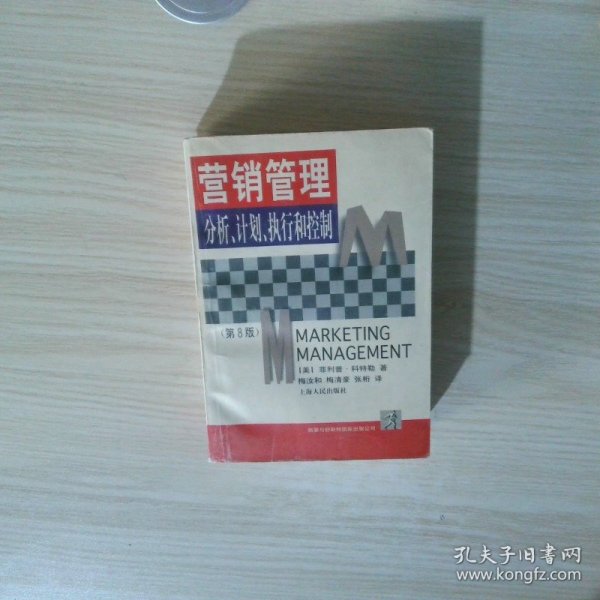 营销管理
分析、计划、执行和控制
M
(第8版)
M
MARKETING
MANAGEMENT
[美] 菲利普·科特勒 著
梅汝和 梅清豪 张桁 译
上海人民出版社
孔夫子旧书网
www.kongfz.com